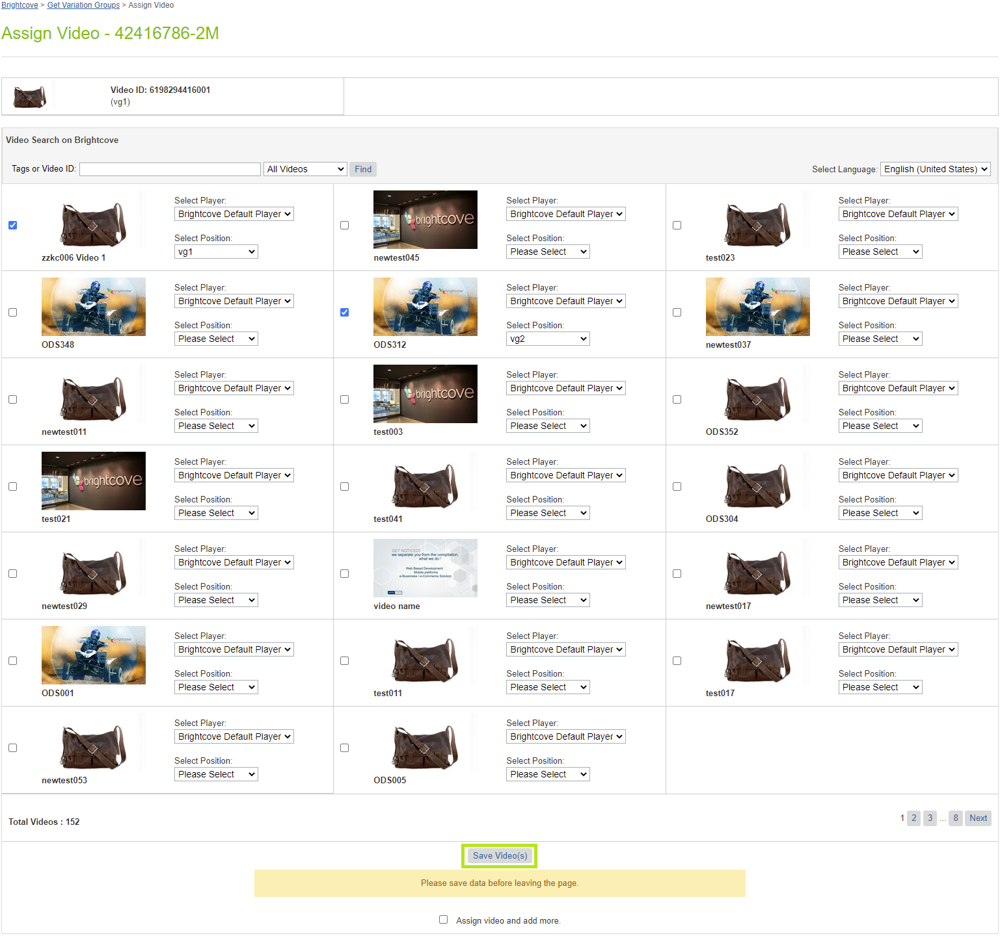 Brightcove > Get Variation Groups > Assign Video
Assign Video - 42416786-2M
Video ID: 6198294416001
(vg1)
Video Search on Brightcove
Tags or Video ID: All Videos Find Select Language: English (United States)
Select Player:
Brightcove Default Player
Select Position:
vg1
zzkc006 Video 1
brightcove
Select Player:
Brightcove Default Player
Select Position:
Please Select
newtest045
Select Player:
Brightcove Default Player
Select Position:
Please Select
test023
brightcove
Select Player:
Brightcove Default Player
Select Position:
Please Select
ODS348
brightcove
Select Player:
Brightcove Default Player
Select Position:
vg2
ODS312
brightcove
Select Player:
Brightcove Default Player
Select Position:
Please Select
newtest037
Select Player:
Brightcove Default Player
Select Position:
Please Select
newtest011
brightcove
Select Player:
Brightcove Default Player
Select Position:
Please Select
test003
Select Player:
Brightcove Default Player
Select Position:
Please Select
ODS352
brightcove
Select Player:
Brightcove Default Player
Select Position:
Please Select
test021
Select Player:
Brightcove Default Player
Select Position:
Please Select
test041
Select Player:
Brightcove Default Player
Select Position:
Please Select
ODS304
Select Player:
Brightcove Default Player
Select Position:
Please Select
newtest029
GET NOTICED!
we separate you from the compitation.
what we do?
Web Based Development
Mobile platforms
e-Bussiness / e-Commerce Solution
Select Player:
Brightcove Default Player
Select Position:
Please Select
video name
Select Player:
Brightcove Default Player
Select Position:
Please Select
newtest017
brightcove
Select Player:
Brightcove Default Player
Select Position:
Please Select
ODS001
Select Player:
Brightcove Default Player
Select Position:
Please Select
test011
Select Player:
Brightcove Default Player
Select Position:
Please Select
test017
Select Player:
Brightcove Default Player
Select Position:
Please Select
newtest053
Select Player:
Brightcove Default Player
Select Position:
Please Select
ODS005
Total Videos : 152
1 2 3 ... 8 Next
Save Video(s)
Please save data before leaving the page.
Assign video and add more.